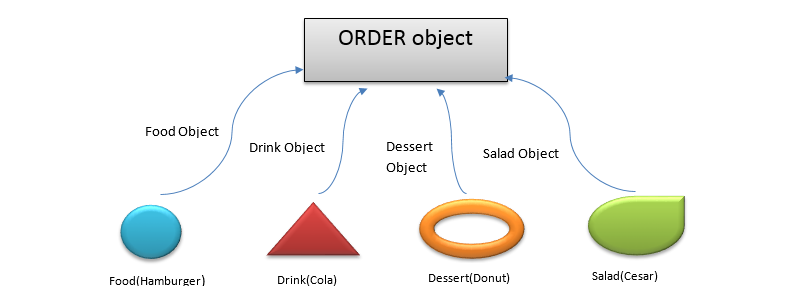 ORDER object
Food Object
Drink Object
Dessert
Object
Salad Object
Food(Hamburger)
Drink(Cola)
Dessert(Donut)
Salad(Cesar)